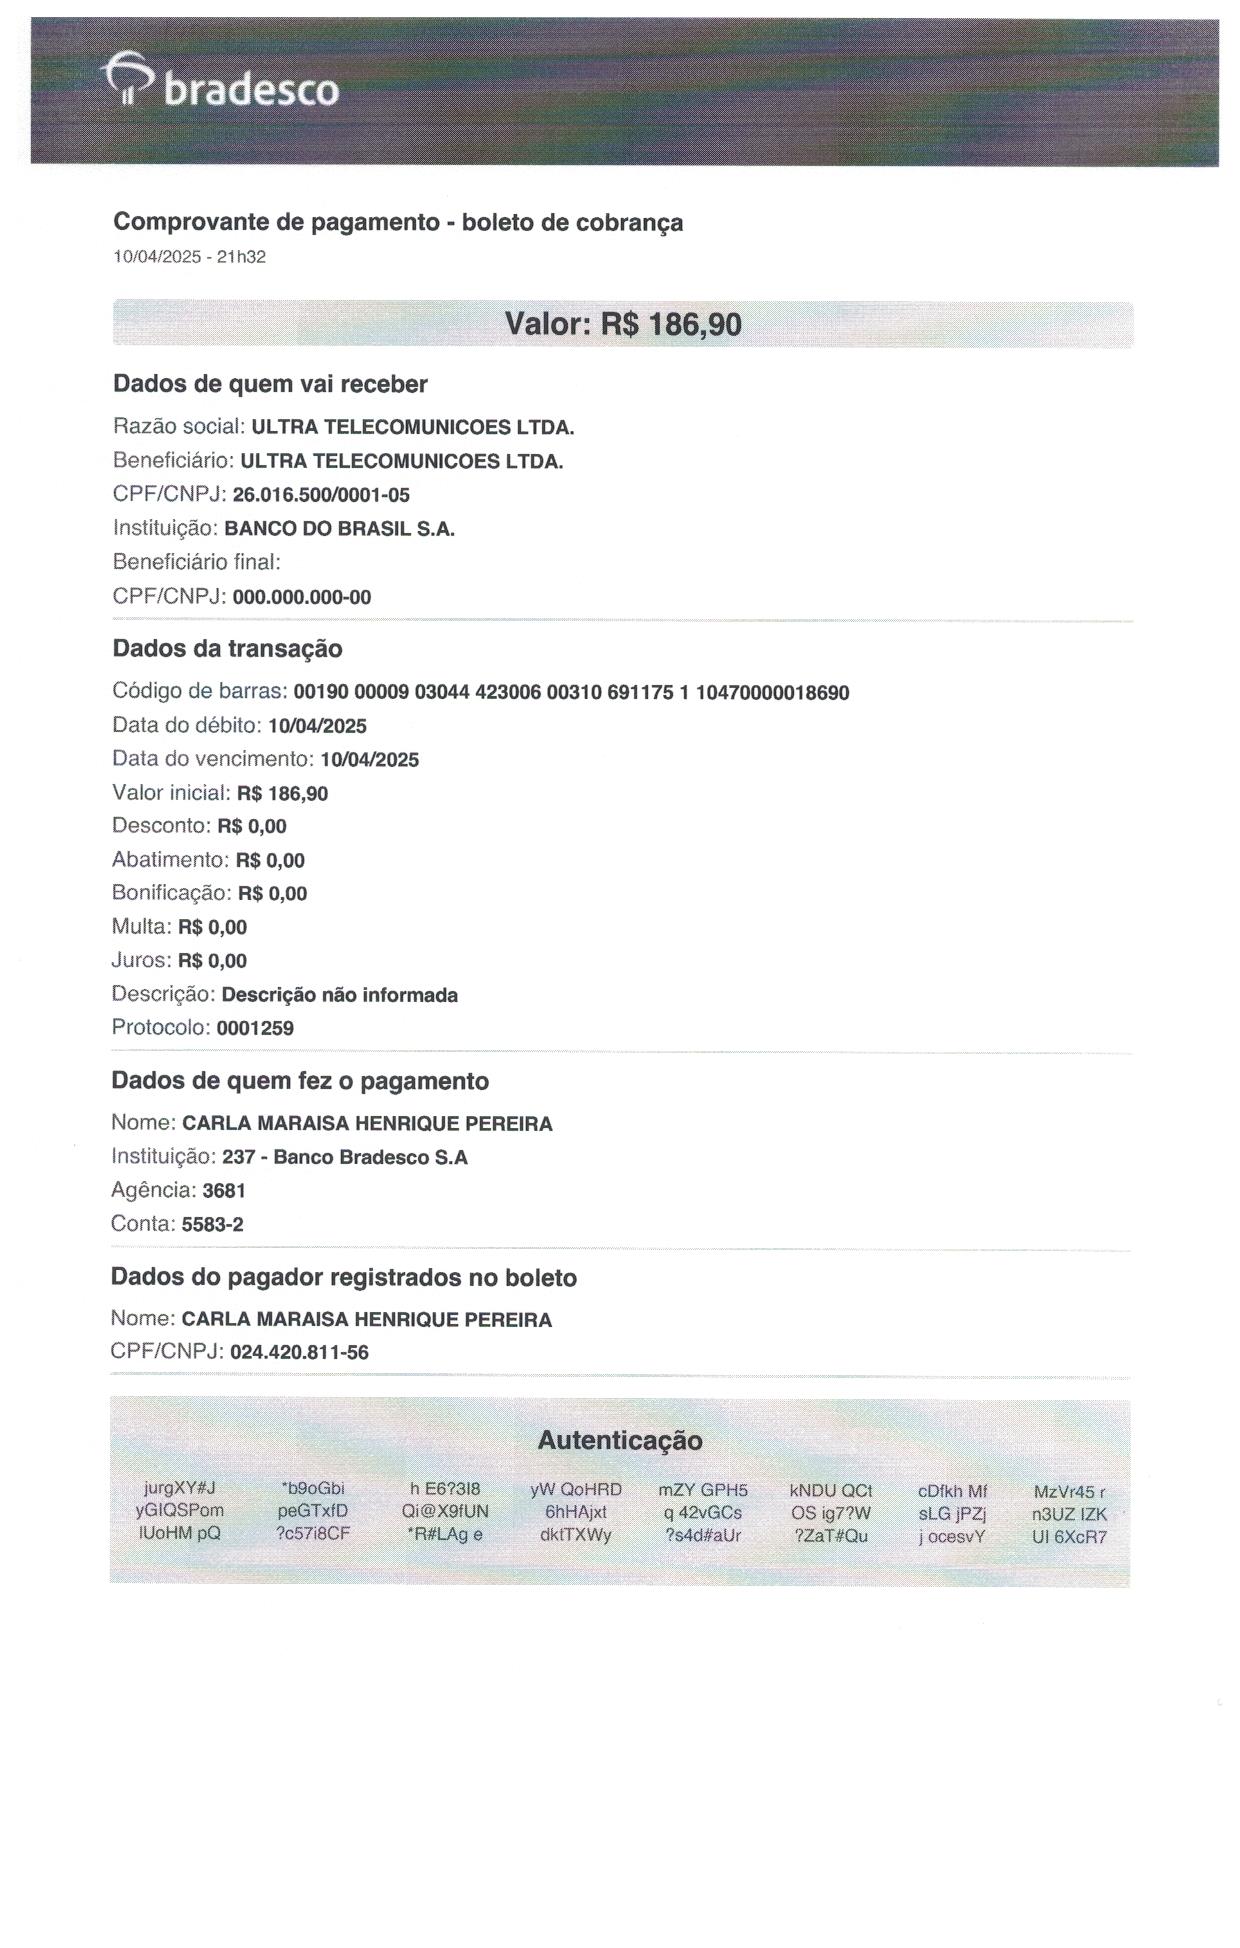 bradesco
Comprovante de pagamento - boleto de cobrança
10/04/2025 - 21h32
Valor: R$ 186,90
Dados de quem vai receber
Razão social: ULTRA TELECOMUNICOES LTDA.
Beneficiário: ULTRA TELECOMUNICOES LTDA.
CPF/CNPJ: 26.016.500/0001-05
Instituição: BANCO DO BRASIL S.A.
Beneficiário final:
CPF/CNPJ: 000.000.000-00
Dados da transação
Código de barras: 00190 00009 03044 423006 00310 691175 1 10470000018690
Data do débito: 10/04/2025
Data do vencimento: 10/04/2025
Valor inicial: R$ 186,90
Desconto: R$ 0,00
Abatimento: R$ 0,00
Bonificação: R$ 0,00
Multa: R$ 0,00
Juros: R$ 0,00
Descrição: Descrição não informada
Protocolo: 0001259
Dados de quem fez o pagamento
Nome: CARLA MARAISA HENRIQUE PEREIRA
Instituição: 237 - Banco Bradesco S.A
Agência: 3681
Conta: 5583-2
Dados do pagador registrados no boleto
Nome: CARLA MARAISA HENRIQUE PEREIRA
CPF/CNPJ: 024.420.811-56
Autenticação
jurgXY#J *b9oGbi h E6?3I8 yW QoHRD mZY GPH5 kNDU QCt cDfkh Mf MzVr45 r
yGIQSPom peGTxfD Qi@X9fUN 6hHAjxt q 42vGCs OS ig7?W sLG jPZj n3UZ IZK
IUoHM pQ ?c57i8CF *R#LAg e dktTXWy ?s4d#aUr ?ZaT#Qu j ocesvY UI 6XcR7